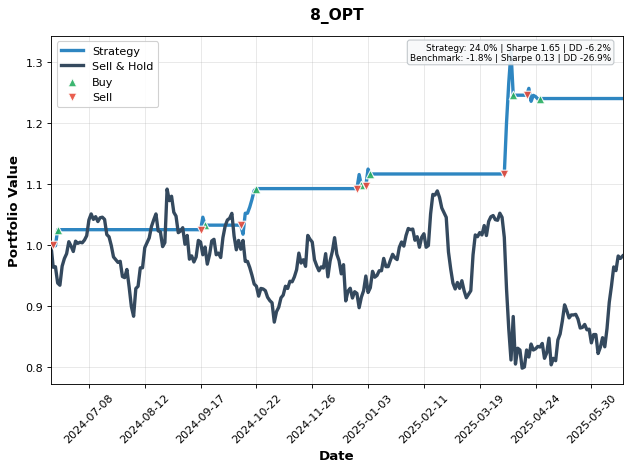 8_OPT
Strategy
Sell & Hold
Buy
Sell
Strategy: 24.0% | Sharpe 1.65 | DD -6.2%
Benchmark: -1.8% | Sharpe 0.13 | DD -26.9%
Portfolio Value
1.3
1.2
1.1
1.0
0.9
0.8
2024-07-08
2024-08-12
2024-09-17
2024-10-22
2024-11-26
2025-01-03
2025-02-11
2025-03-19
2025-04-24
2025-05-30
Date